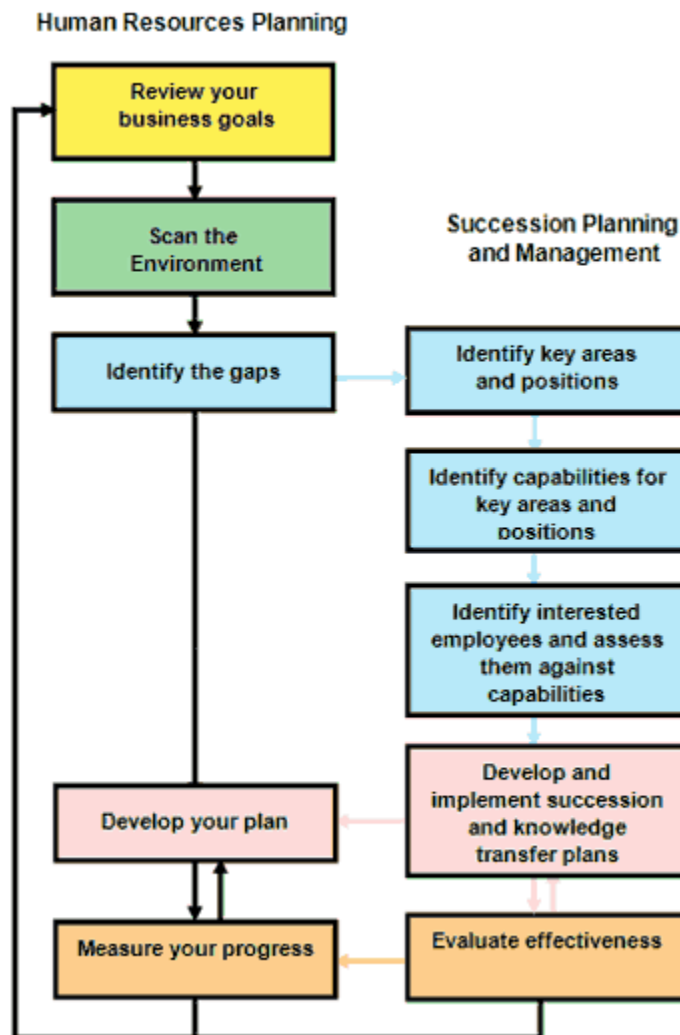 Human Resources Planning
Review your
business goals
Scan the
Environment
Identify the gaps
Develop your plan
Measure your progress
Succession Planning
and Management
Identify key areas
and positions
Identify capabilities for
key areas and
positions
Identify interested
employees and assess
them against
capabilities
Develop and
implement succession
and knowledge
transfer plans
Evaluate effectiveness